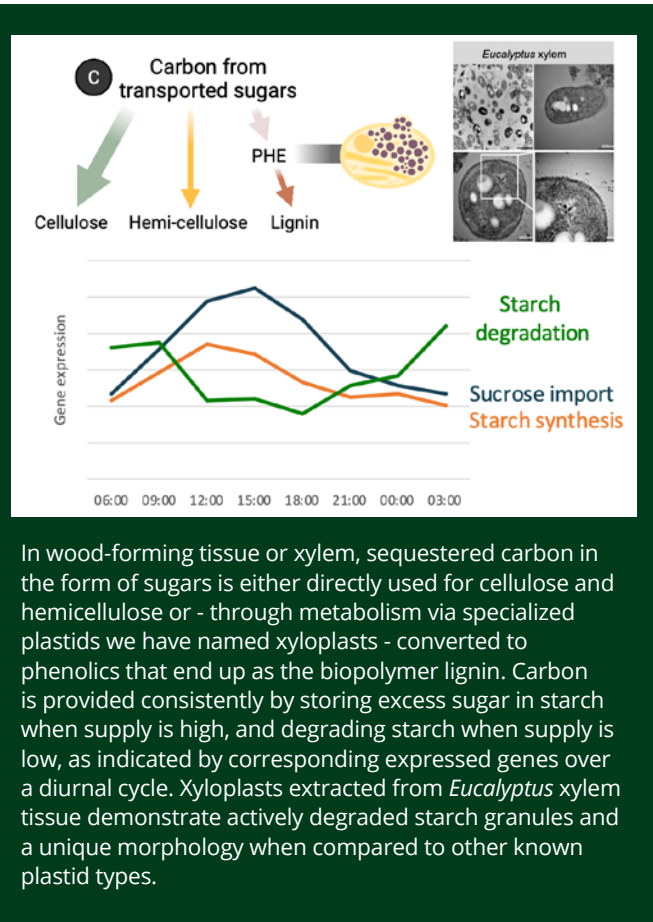 Eucalyptus xylem
C
Carbon from
transported sugars
PHE
Cellulose
Hemi-cellulose
Lignin
Gene expression
Starch
degradation
Sucrose import
Starch synthesis
06:00 09:00 12:00 15:00 18:00 21:00 00:00 03:00
In wood-forming tissue or xylem, sequestered carbon in
the form of sugars is either directly used for cellulose and
hemicellulose or - through metabolism via specialized
plastids we have named xyloplasts - converted to
phenolics that end up as the biopolymer lignin. Carbon
is provided consistently by storing excess sugar in starch
when supply is high, and degrading starch when supply is
low, as indicated by corresponding expressed genes over
a diurnal cycle. Xyloplasts extracted from Eucalyptus xylem
tissue demonstrate actively degraded starch granules and
a unique morphology when compared to other known
plastid types.